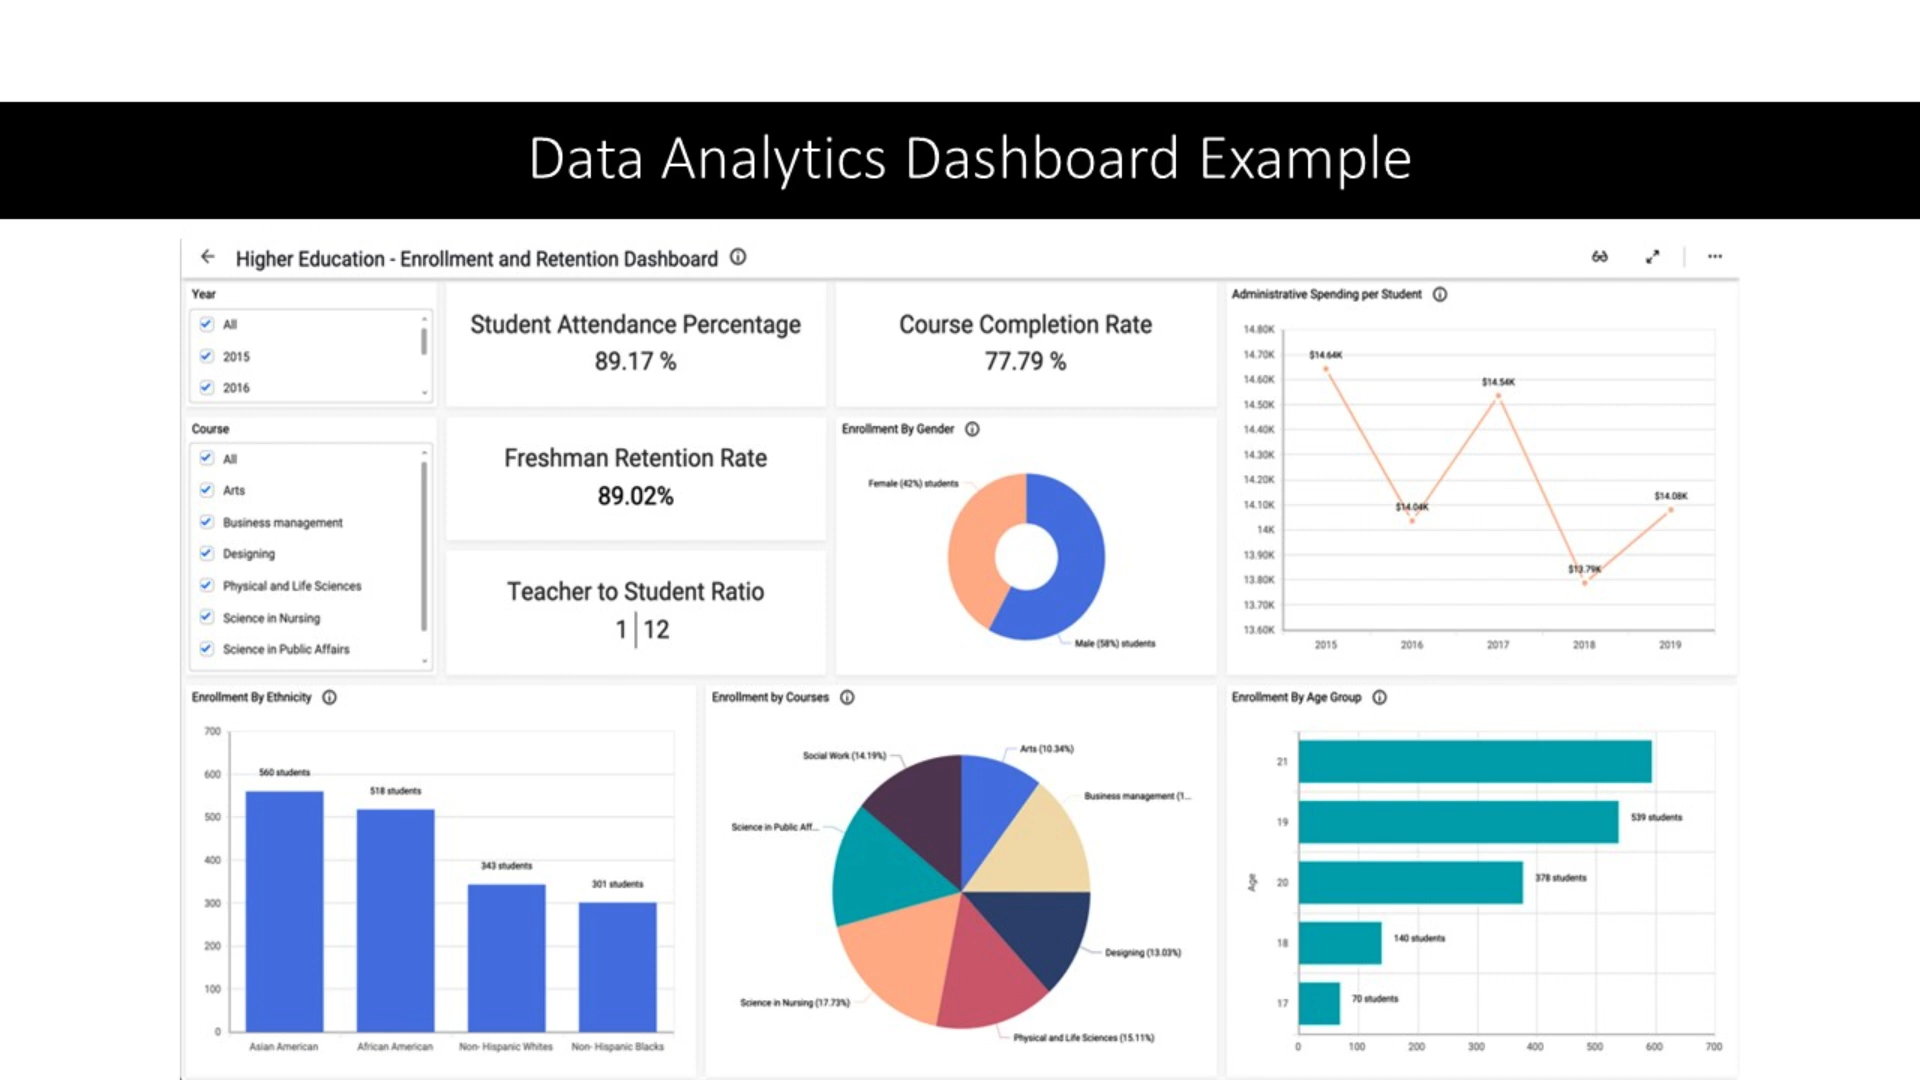 Data Analytics Dashboard Example
Higher Education - Enrollment and Retention Dashboard
Year
All
2015
2016
Student Attendance Percentage
89.17 %
Course Completion Rate
77.79 %
Administrative Spending per Student
14.80K
14.70K
14.60K
14.50K
14.40K
14.30K
14.20K
14.10K
14K
13.90K
13.80K
13.70K
13.60K
$14.64K
$14.04K
$14.54K
$13.79K
$14.08K
2015
2016
2017
2018
2019
Course
All
Arts
Business management
Designing
Physical and Life Sciences
Science in Nursing
Science in Public Affairs
Freshman Retention Rate
89.02%
Teacher to Student Ratio
1 | 12
Enrollment By Gender
Female (42%) students
Male (58%) students
Enrollment By Ethnicity
700
600
500
400
300
200
100
0
560 students
518 students
343 students
301 students
Asian American
African American
Non- Hispanic Whites
Non- Hispanic Blacks
Enrollment by Courses
Social Work (14.19%)
Arts (10.34%)
Business management (1...
Science in Public Aff...
Designing (13.03%)
Science in Nursing (17.73%)
Physical and Life Sciences (15.11%)
Enrollment By Age Group
Age
21
19
539 students
20
378 students
18
140 students
17
70 students
0
100
200
300
400
500
600
700